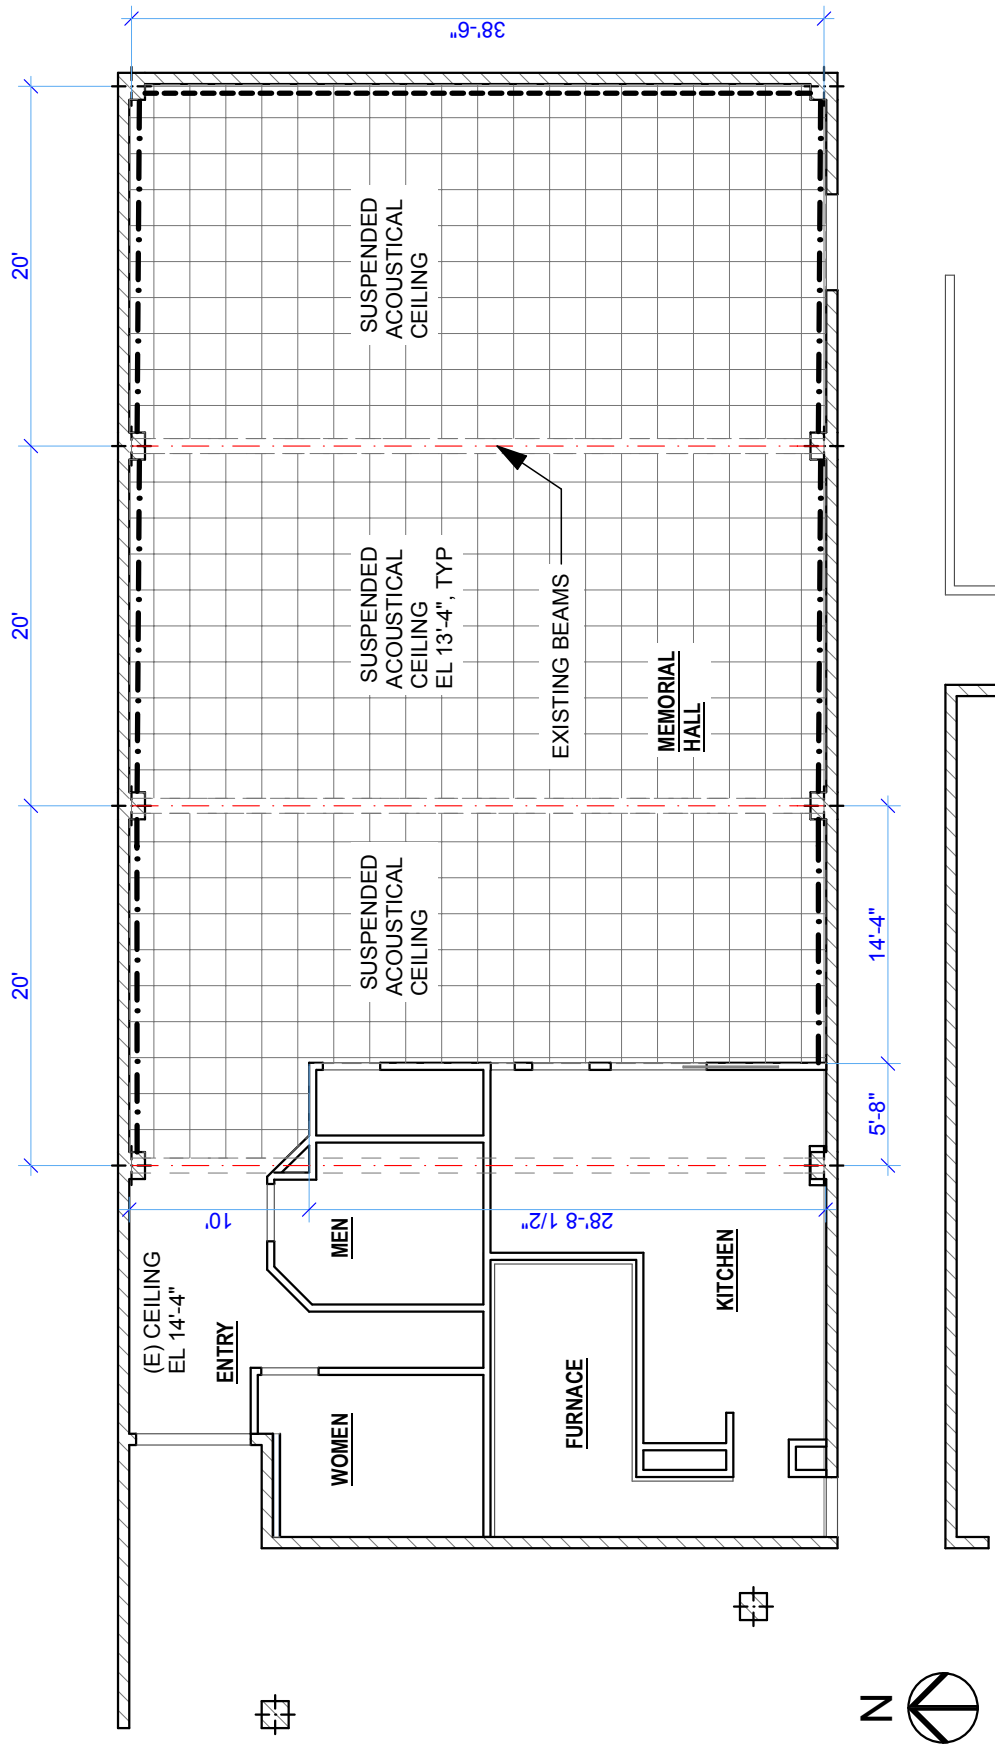 38'-6"
20'
20'
20'
SUSPENDED
ACOUSTICAL
CEILING
SUSPENDED
ACOUSTICAL
CEILING
EL 13'-4", TYP
SUSPENDED
ACOUSTICAL
CEILING
EXISTING BEAMS
MEMORIAL
HALL
14'-4"
5'-8"
10'
28'-8 1/2"
(E) CEILING
EL 14'-4"
ENTRY
MEN
WOMEN
FURNACE
KITCHEN
N